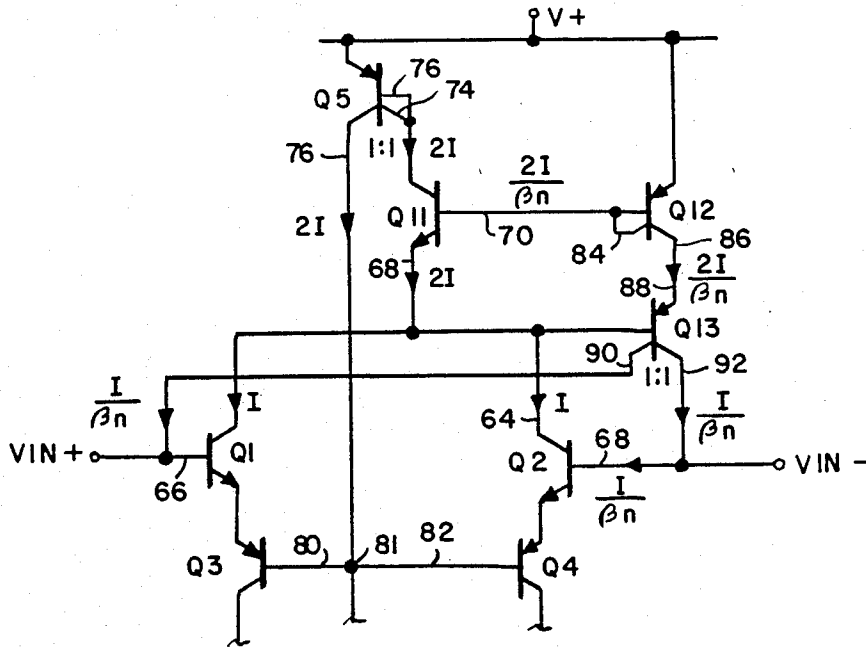 V+
76
Q5
74
1:1
2I
76
2I
Q11
2I/βn
70
Q12
84
86
68
2I
88
2I/βn
Q13
90
1:1
92
I/βn
I
64
I
I/βn
VIN+
66
Q1
Q2
68
I/βn
VIN-
Q3
80
81
82
Q4